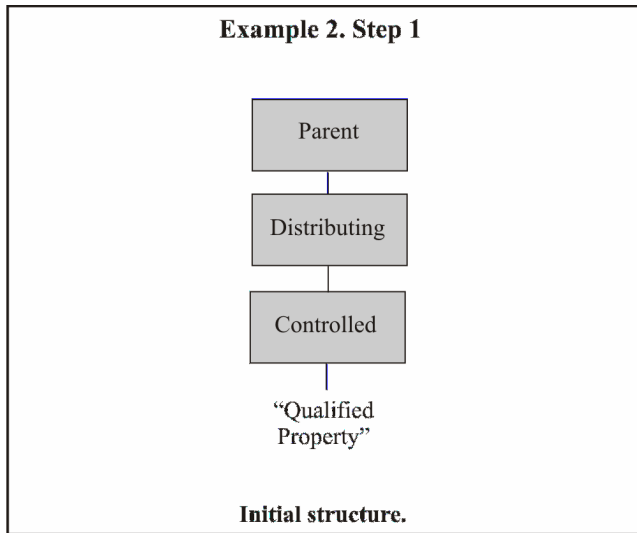 Example 2. Step 1
Parent
Distributing
Controlled
“Qualified
Property”
Initial structure.